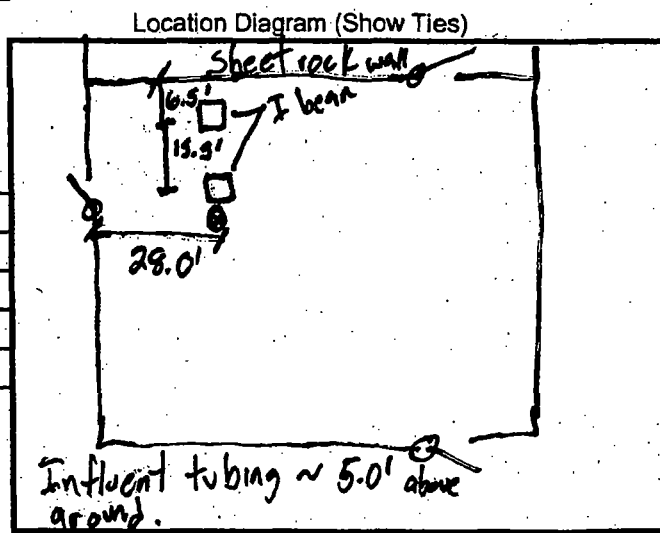 Location Diagram (Show Ties)
Sheet rock wall
6.5'
I beam
15.5'
28.0'
Influent tubing ~ 5.0' above
ground.